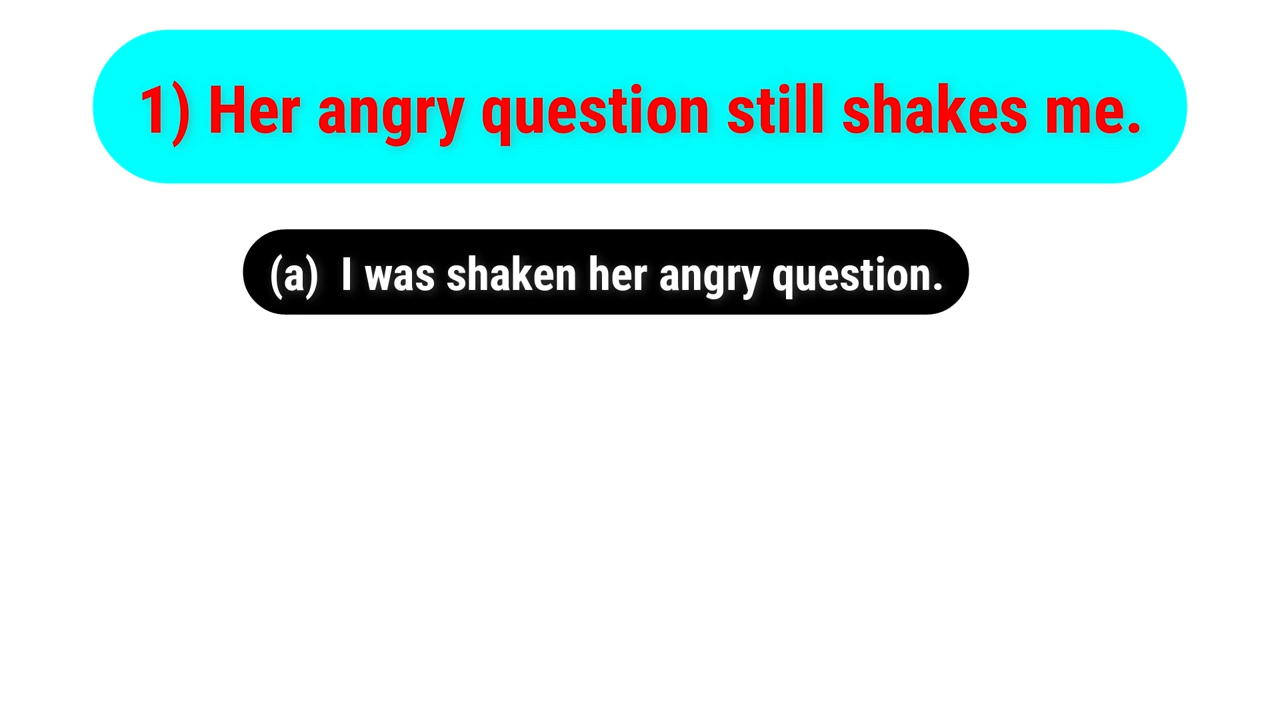 1) Her angry question still shakes me.
(a) I was shaken her angry question.